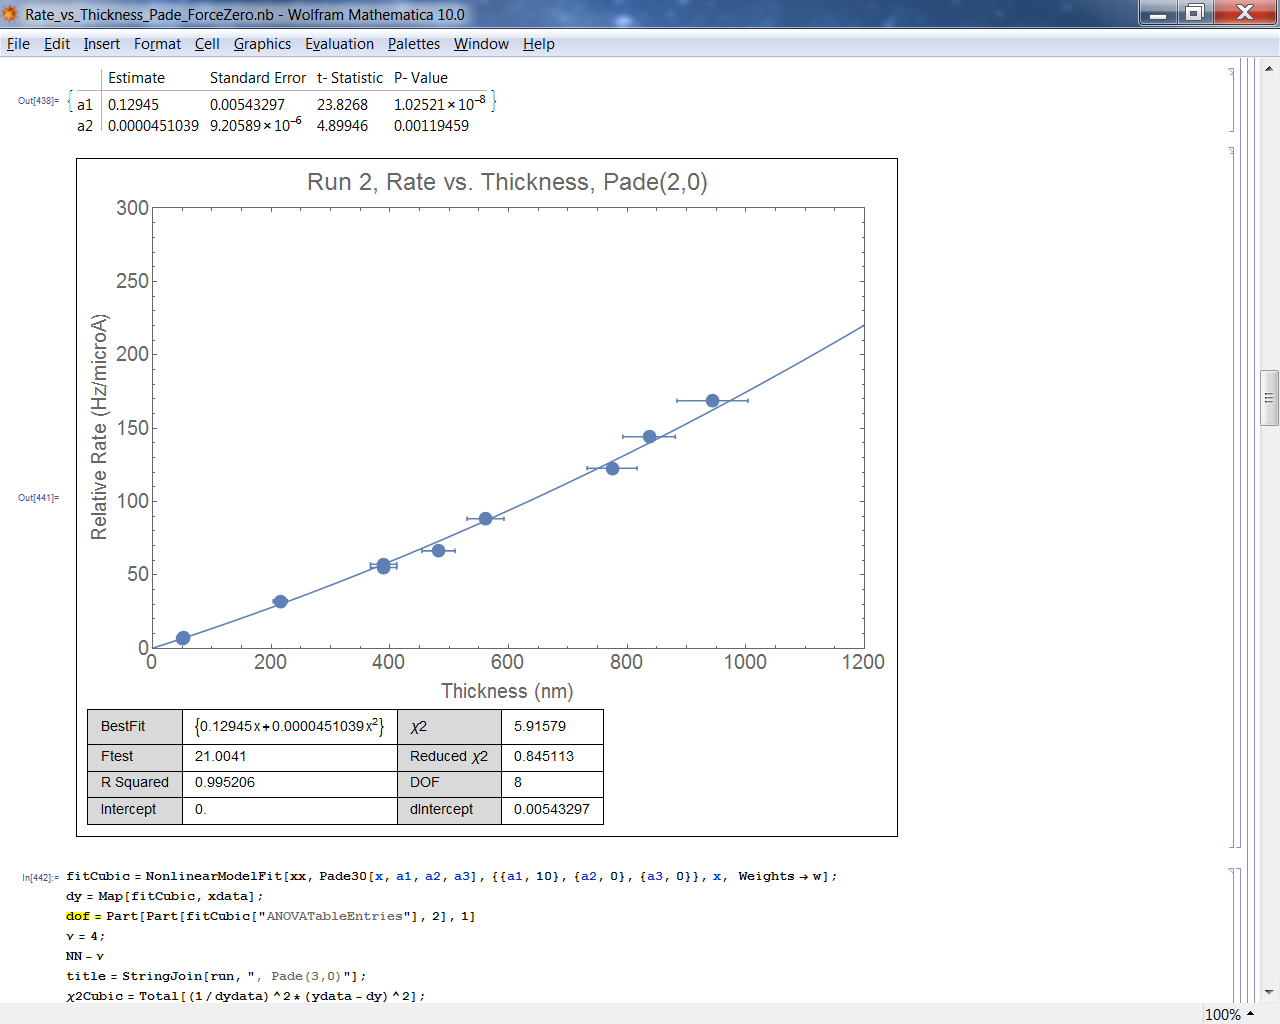 Rate_vs_Thickness_Pade_ForceZero.nb - Wolfram Mathematica 10.0
File Edit Insert Format Cell Graphics Evaluation Palettes Window Help
Estimate Standard Error t- Statistic P- Value
Out[438]= { a1 0.12945 0.00543297 23.8268 1.02521 × 10^-8 }
a2 0.0000451039 9.20589 × 10^-6 4.89946 0.00119459
Run 2, Rate vs. Thickness, Pade(2,0)
300
250
200
150
100
50
0
Relative Rate (Hz/microA)
0 200 400 600 800 1000 1200
Thickness (nm)
Out[441]=
BestFit {0.12945 x + 0.0000451039 x^2} χ2 5.91579
Ftest 21.0041 Reduced χ2 0.845113
R Squared 0.995206 DOF 8
Intercept 0. dIntercept 0.00543297
In[442]:= fitCubic = NonlinearModelFit[xx, Pade30[x, a1, a2, a3], {{a1, 10}, {a2, 0}, {a3, 0}}, x, Weights → w];
dy = Map[fitCubic, xdata];
dof = Part[Part[fitCubic["ANOVATableEntries"], 2], 1]
ν = 4;
NN - ν
title = StringJoin[run, ", Pade(3,0)"];
χ2Cubic = Total[(1 / dydata) ^ 2 * (ydata - dy) ^ 2];
100%